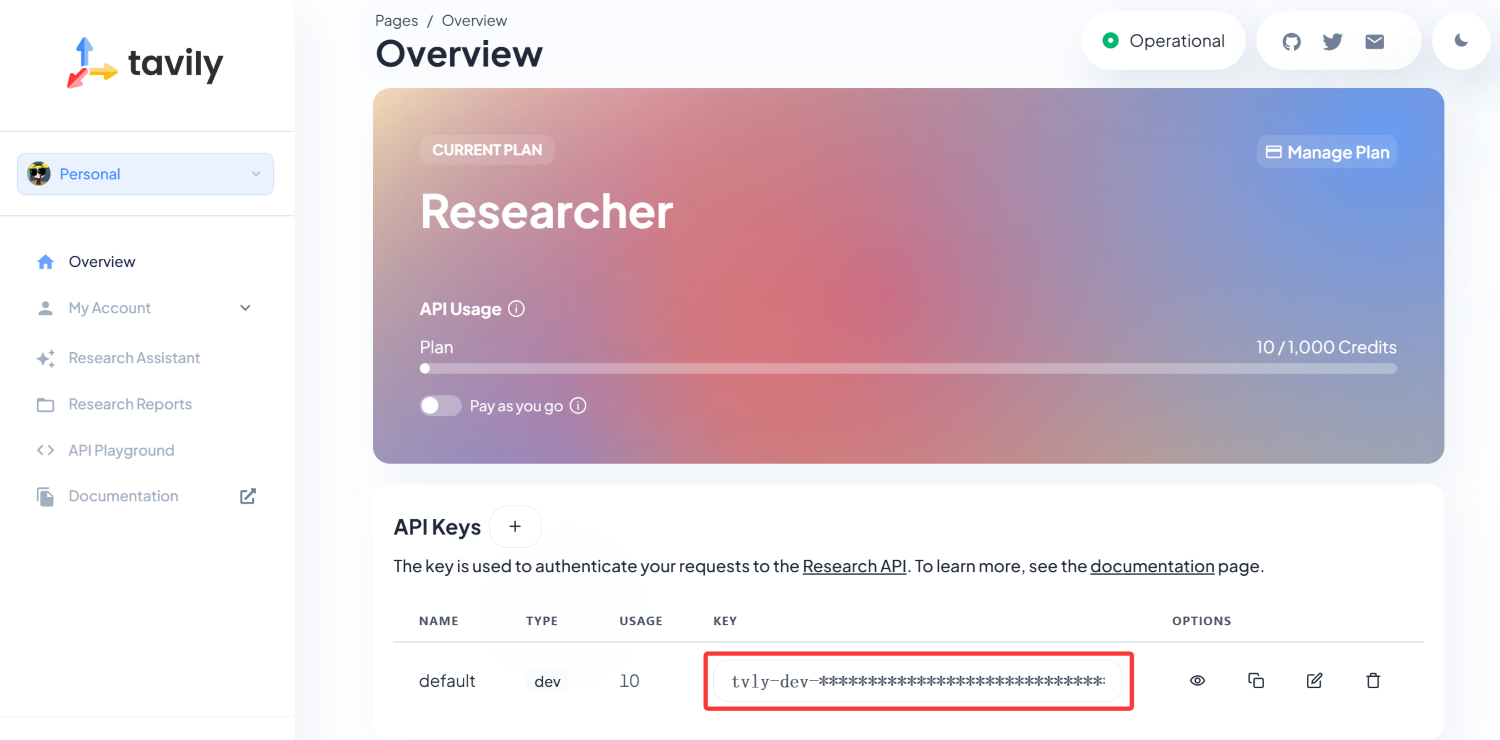 tavily
Personal
Overview
My Account
Research Assistant
Research Reports
API Playground
Documentation
Pages / Overview
Overview
Operational
CURRENT PLAN
Manage Plan
Researcher
API Usage
Plan
10 / 1,000 Credits
Pay as you go
API Keys +
The key is used to authenticate your requests to the Research API. To learn more, see the documentation page.
NAME TYPE USAGE KEY OPTIONS
default dev 10 tvly-dev-*****************************